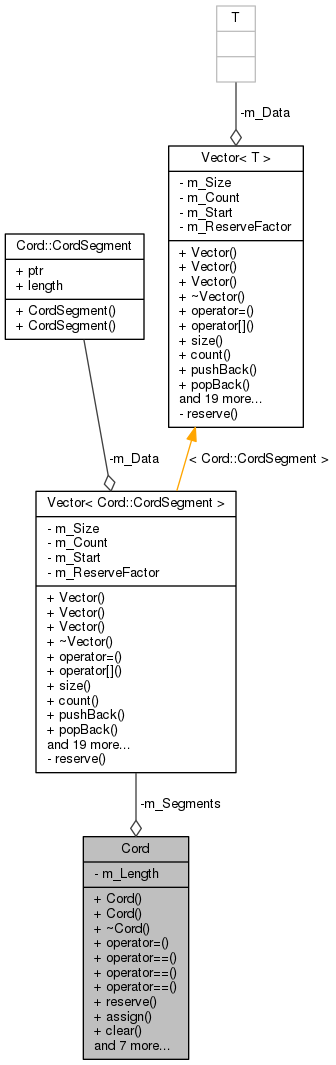 T
-m_Data
Vector< T >
- m_Size
- m_Count
- m_Start
- m_ReserveFactor
+ Vector()
+ Vector()
+ Vector()
+ ~Vector()
+ operator=()
+ operator[]()
+ size()
+ count()
+ pushBack()
+ popBack()
and 19 more...
- reserve()
Cord::CordSegment
+ ptr
+ length
+ CordSegment()
+ CordSegment()
-m_Data
< Cord::CordSegment >
Vector< Cord::CordSegment >
- m_Size
- m_Count
- m_Start
- m_ReserveFactor
+ Vector()
+ Vector()
+ Vector()
+ ~Vector()
+ operator=()
+ operator[]()
+ size()
+ count()
+ pushBack()
+ popBack()
and 19 more...
- reserve()
-m_Segments
Cord
- m_Length
+ Cord()
+ Cord()
+ ~Cord()
+ operator=()
+ operator==()
+ operator==()
+ operator==()
+ reserve()
+ assign()
+ clear()
and 7 more...